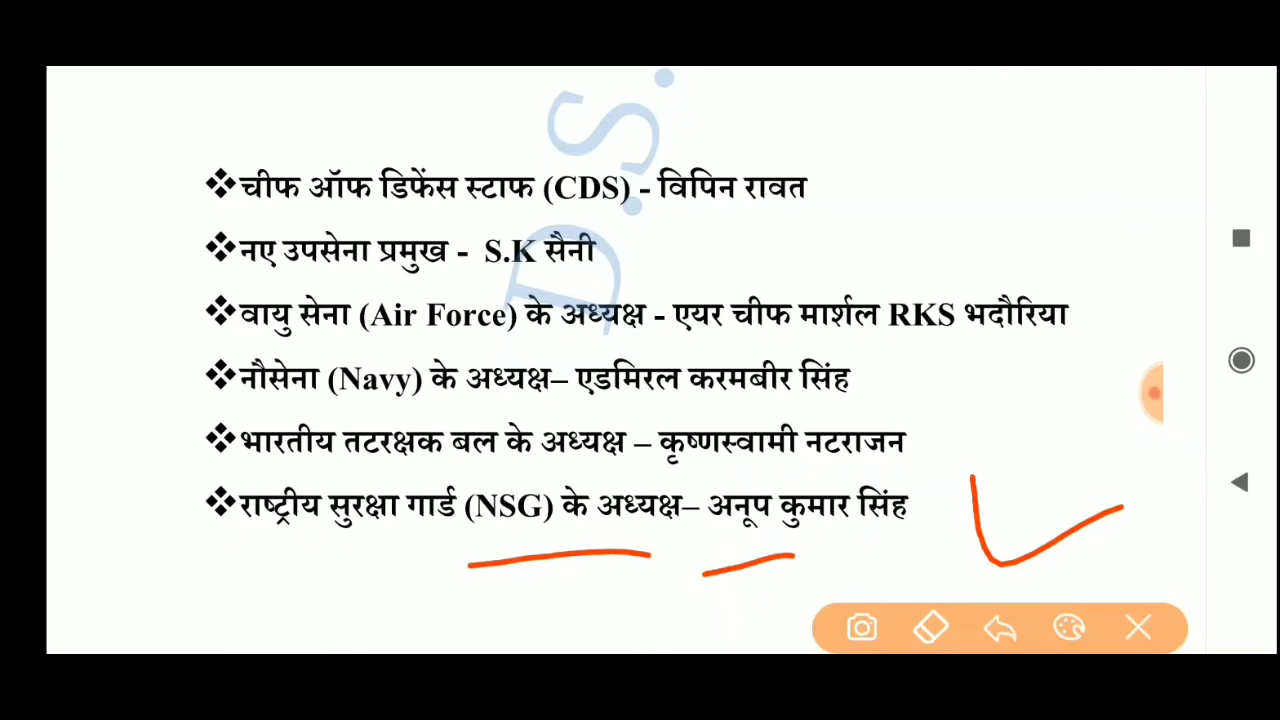 D.S.
❖चीफ ऑफ डिफेंस स्टाफ (CDS) - विपिन रावत
❖नए उपसेना प्रमुख - S.K सैनी
❖वायु सेना (Air Force) के अध्यक्ष - एयर चीफ मार्शल RKS भदौरिया
❖नौसेना (Navy) के अध्यक्ष– एडमिरल करमबीर सिंह
❖भारतीय तटरक्षक बल के अध्यक्ष – कृष्णस्वामी नटराजन
❖राष्ट्रीय सुरक्षा गार्ड (NSG) के अध्यक्ष– अनूप कुमार सिंह